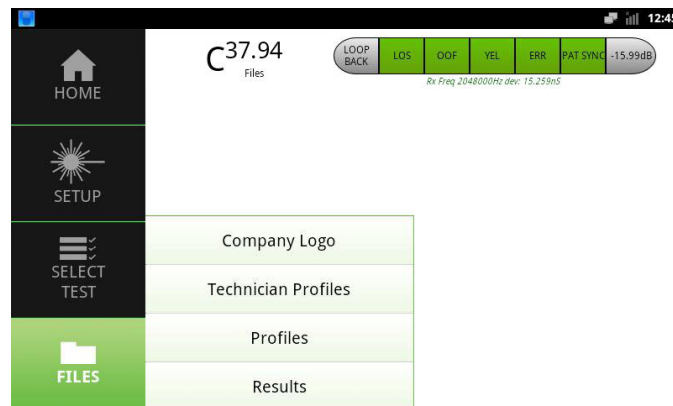 12:45
HOME
SETUP
SELECT
TEST
FILES
C37.94
Files
LOOP
BACK
LOS
OOF
YEL
ERR
PAT SYNC
-15.99dB
Rx Freq 2048000Hz dev: 15.259nS
Company Logo
Technician Profiles
Profiles
Results